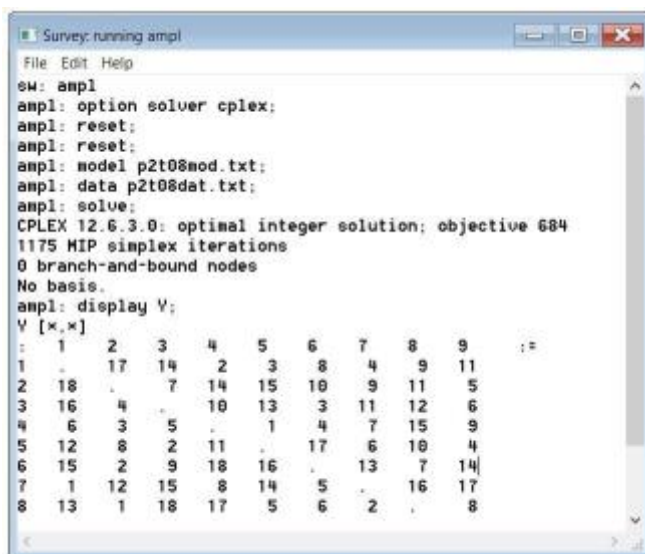 Survey: running ampl
File Edit Help
sw: ampl
ampl: option solver cplex;
ampl: reset;
ampl: reset;
ampl: model p2t08mod.txt;
ampl: data p2t08dat.txt;
ampl: solve;
CPLEX 12.6.3.0: optimal integer solution; objective 684
1175 MIP simplex iterations
0 branch-and-bound nodes
No basis.
ampl: display Y;
Y [*,*]
: 1 2 3 4 5 6 7 8 9 :=
1 . 17 14 2 3 8 4 9 11
2 18 . 7 14 15 10 9 11 5
3 16 4 . 10 13 3 11 12 6
4 6 3 5 . 1 4 7 15 9
5 12 8 2 11 . 17 6 10 4
6 15 2 9 18 16 . 13 7 14
7 1 12 15 8 14 5 . 16 17
8 13 1 18 17 5 6 2 . 8